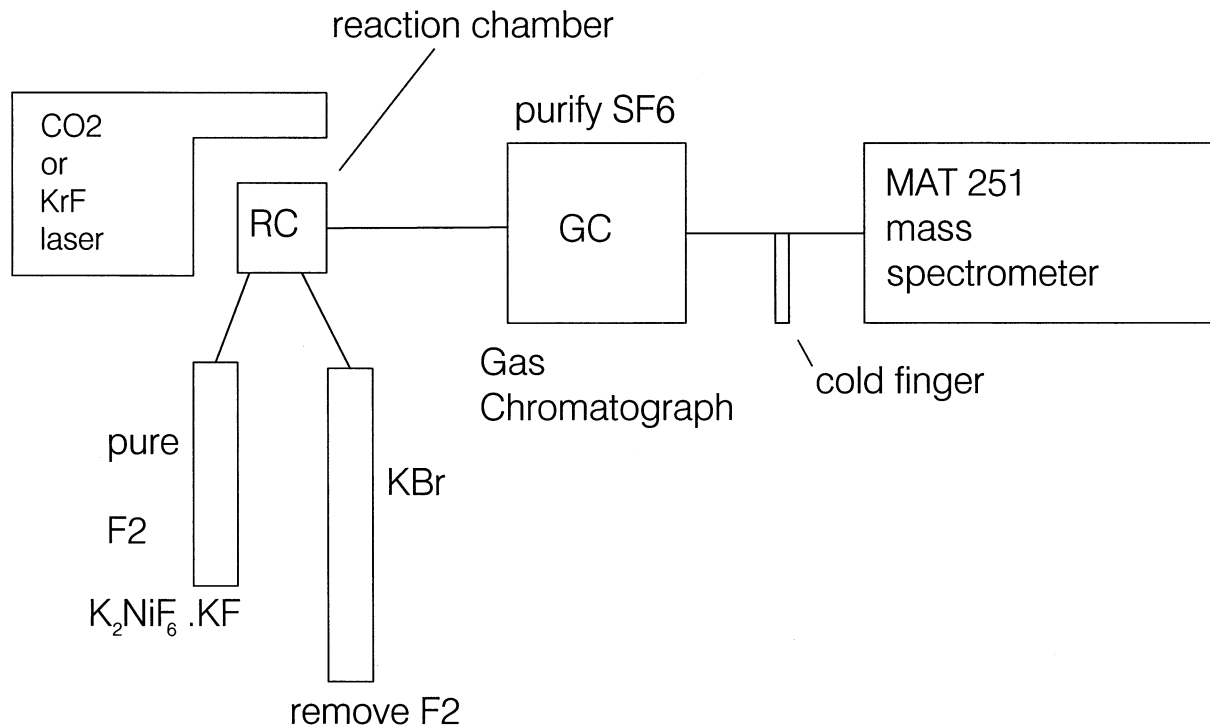 reaction chamber
CO2
or
KrF
laser
RC
purify SF6
GC
MAT 251
mass
spectrometer
Gas
Chromatograph
cold finger
pure
F2
K₂NiF₆ .KF
KBr
remove F2